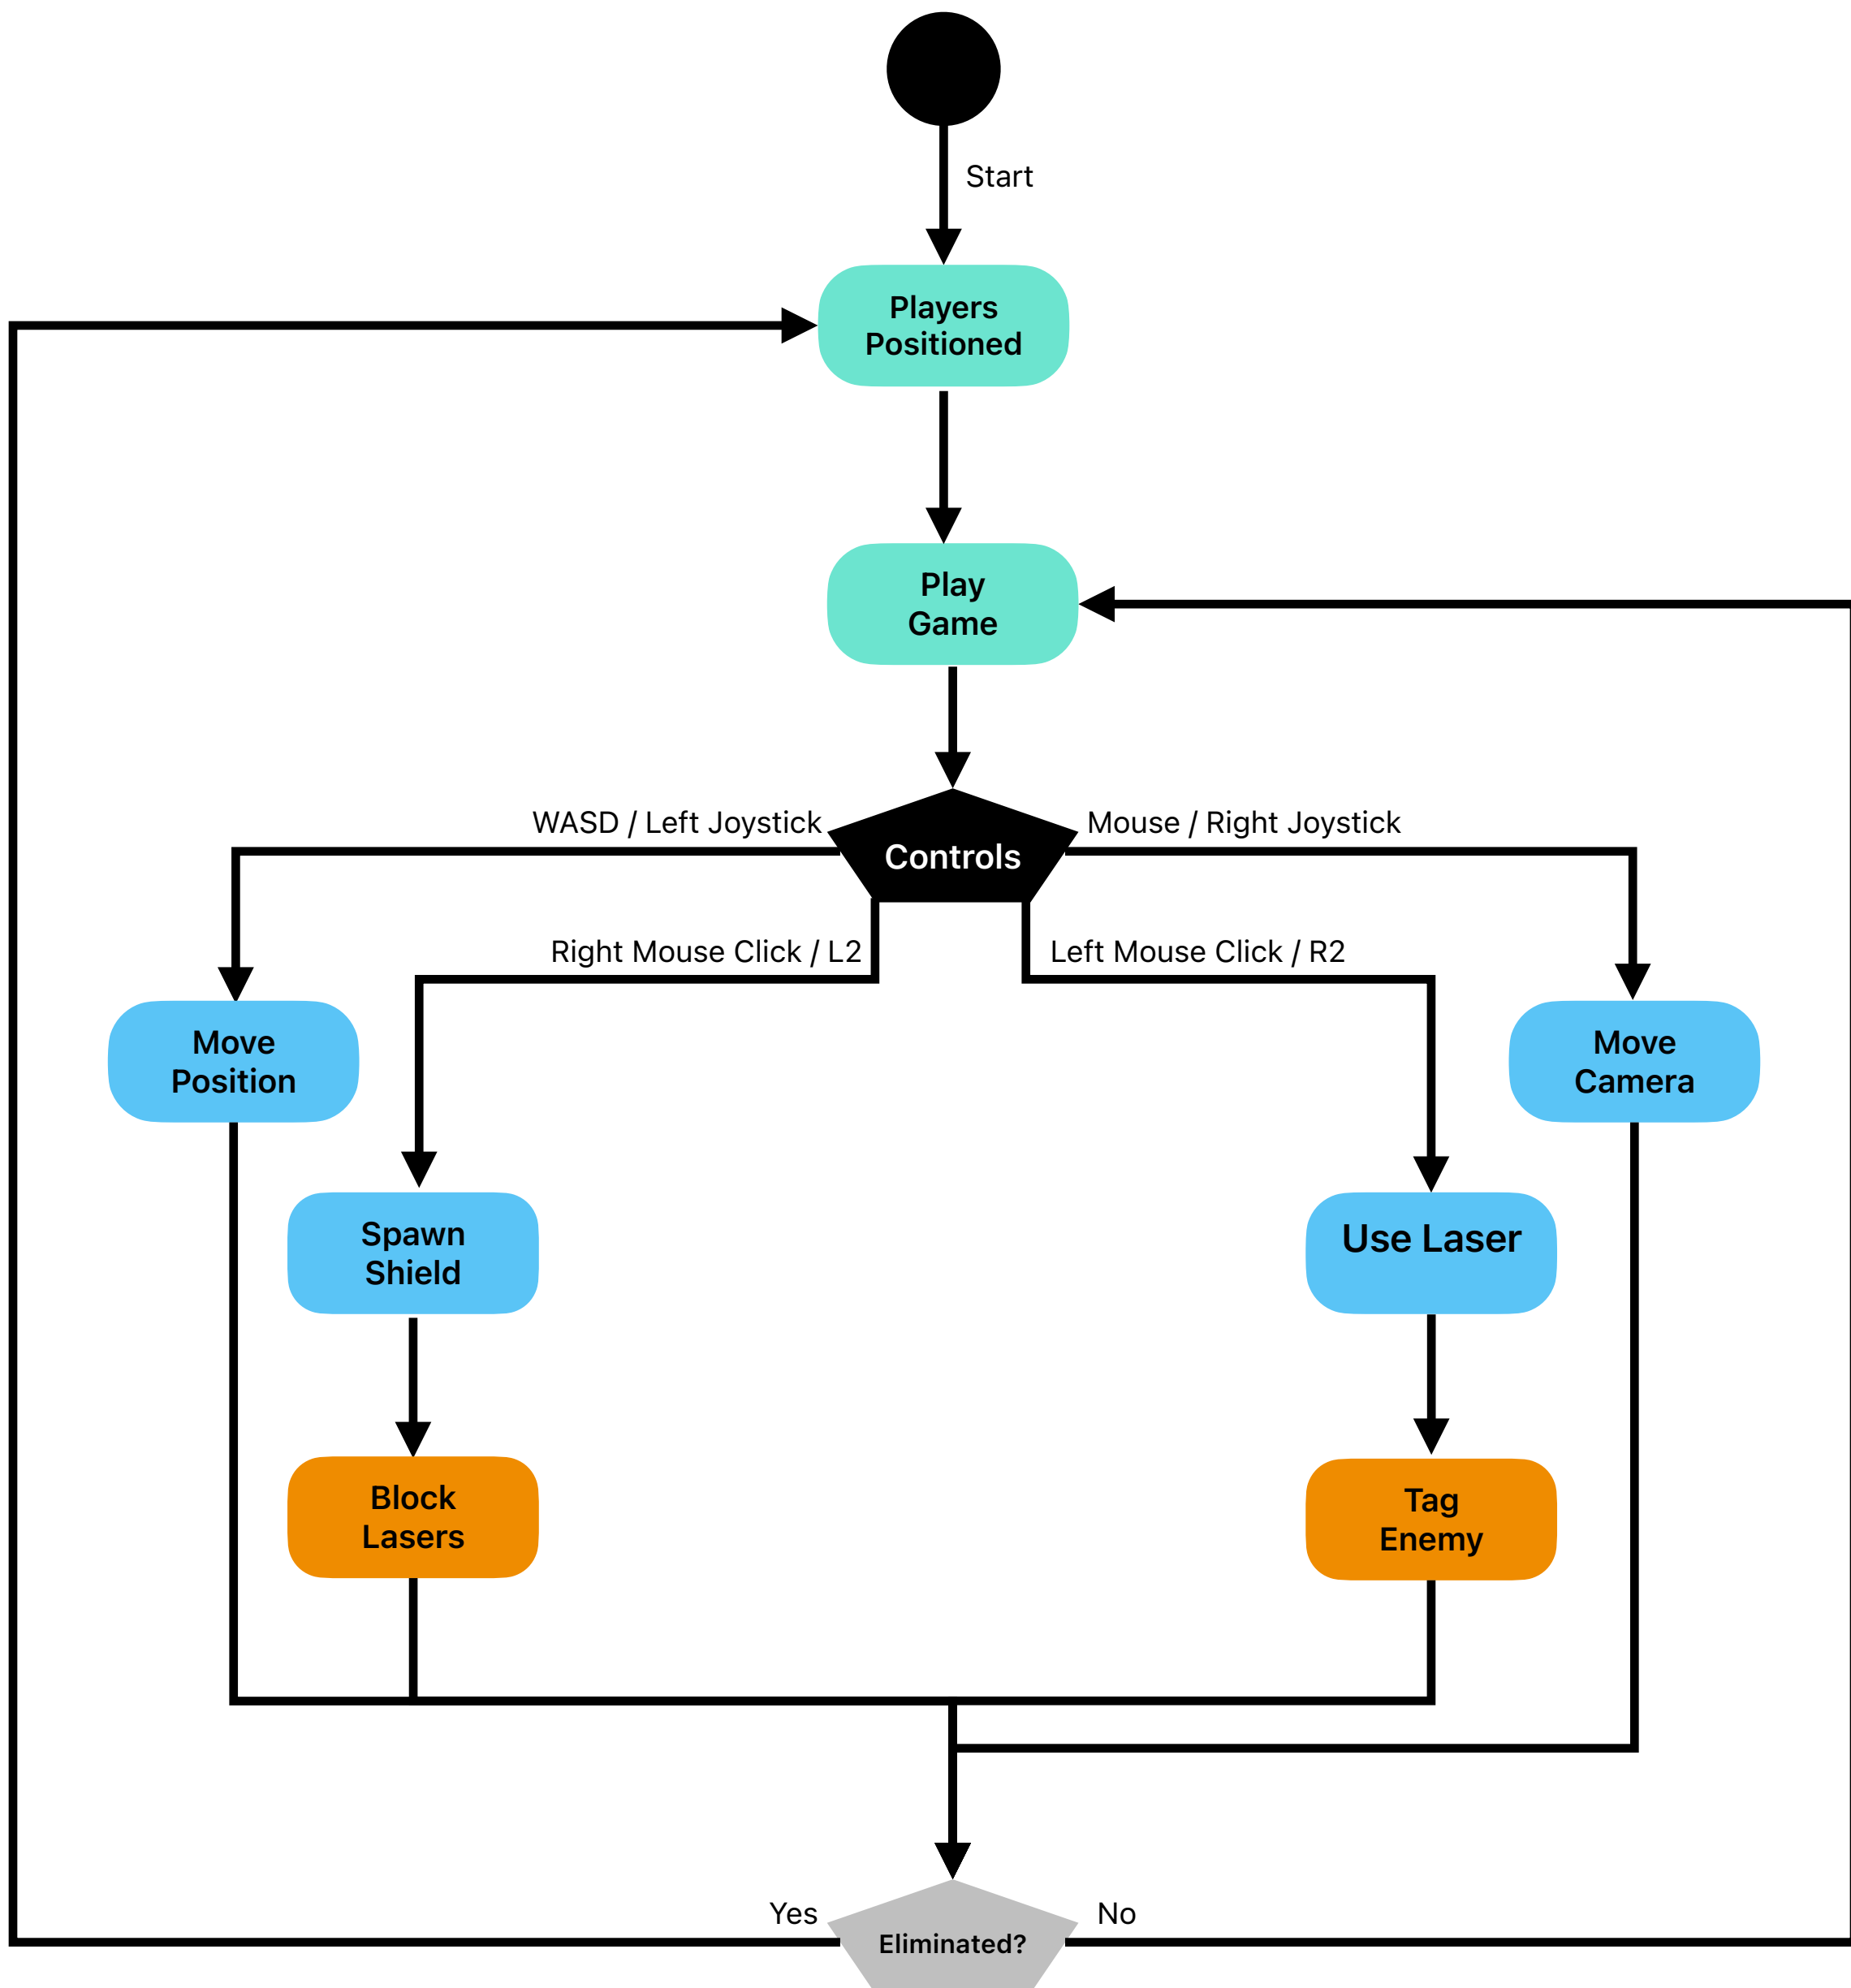 Start
Players
Positioned
Play
Game
WASD / Left Joystick
Mouse / Right Joystick
Controls
Right Mouse Click / L2
Left Mouse Click / R2
Move
Position
Move
Camera
Spawn
Shield
Use Laser
Block
Lasers
Tag
Enemy
Yes
No
Eliminated?